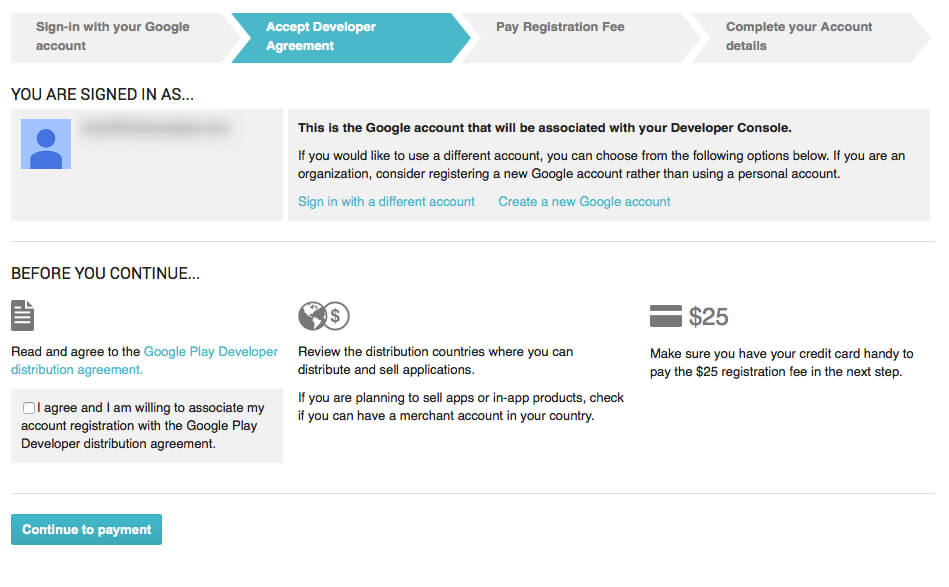 Sign-in with your Google
account
Accept Developer
Agreement
Pay Registration Fee
Complete your Account
details
YOU ARE SIGNED IN AS...
This is the Google account that will be associated with your Developer Console.
If you would like to use a different account, you can choose from the following options below. If you are an
organization, consider registering a new Google account rather than using a personal account.
Sign in with a different account
Create a new Google account
BEFORE YOU CONTINUE...
Read and agree to the Google Play Developer
distribution agreement.
I agree and I am willing to associate my
account registration with the Google Play
Developer distribution agreement.
$
Review the distribution countries where you can
distribute and sell applications.
If you are planning to sell apps or in-app products, check
if you can have a merchant account in your country.
$25
Make sure you have your credit card handy to
pay the $25 registration fee in the next step.
Continue to payment